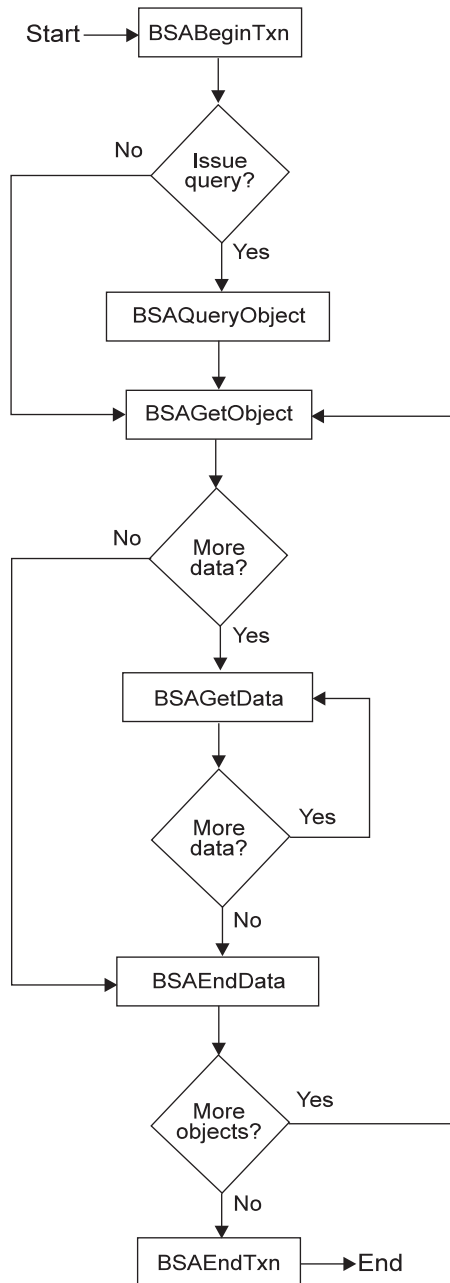 Start
BSABeginTxn
No
Issue
query?
Yes
BSAQueryObject
BSAGetObject
No
More
data?
Yes
BSAGetData
More
data?
Yes
No
BSAEndData
More
objects?
Yes
No
BSAEndTxn
End